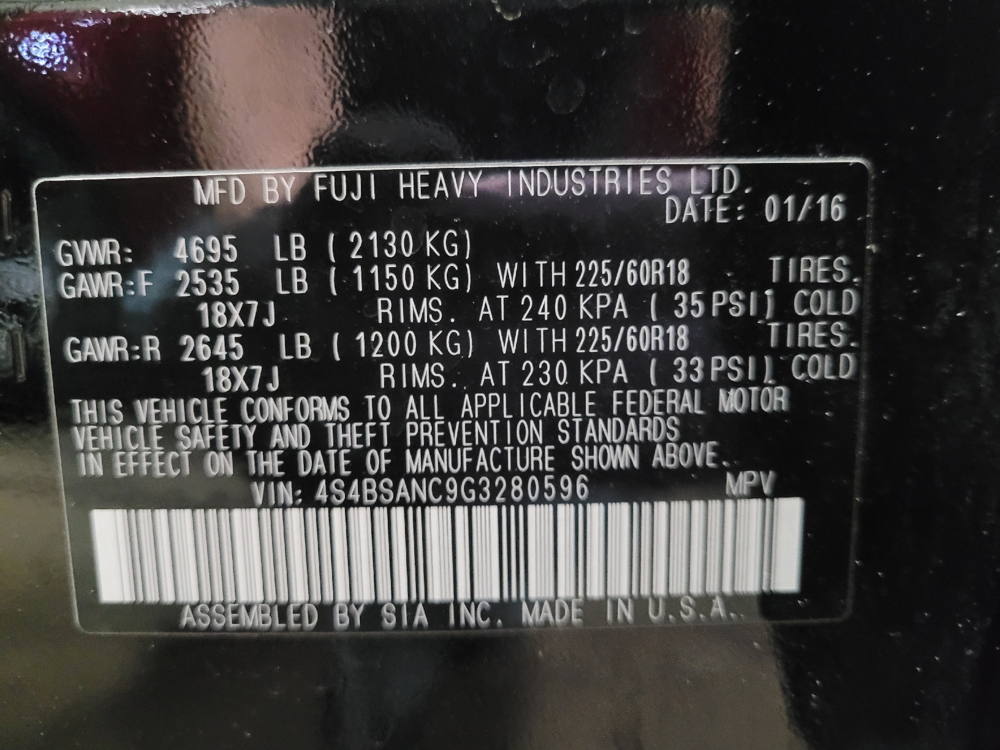 MFD BY FUJI HEAVY INDUSTRIES LTD.
DATE: 01/16
GVWR: 4695 LB ( 2130 KG)
GAWR:F 2535 LB ( 1150 KG) WITH 225/60R18 TIRES.
18X7J RIMS. AT 240 KPA ( 35 PSI) COLD
GAWR:R 2645 LB ( 1200 KG) WITH 225/60R18 TIRES.
18X7J RIMS. AT 230 KPA ( 33 PSI) COLD
THIS VEHICLE CONFORMS TO ALL APPLICABLE FEDERAL MOTOR
VEHICLE SAFETY AND THEFT PREVENTION STANDARDS
IN EFFECT ON THE DATE OF MANUFACTURE SHOWN ABOVE.
VIN: 4S4BSANC9G3280596 MPV
ASSEMBLED BY SIA INC. MADE IN U.S.A.